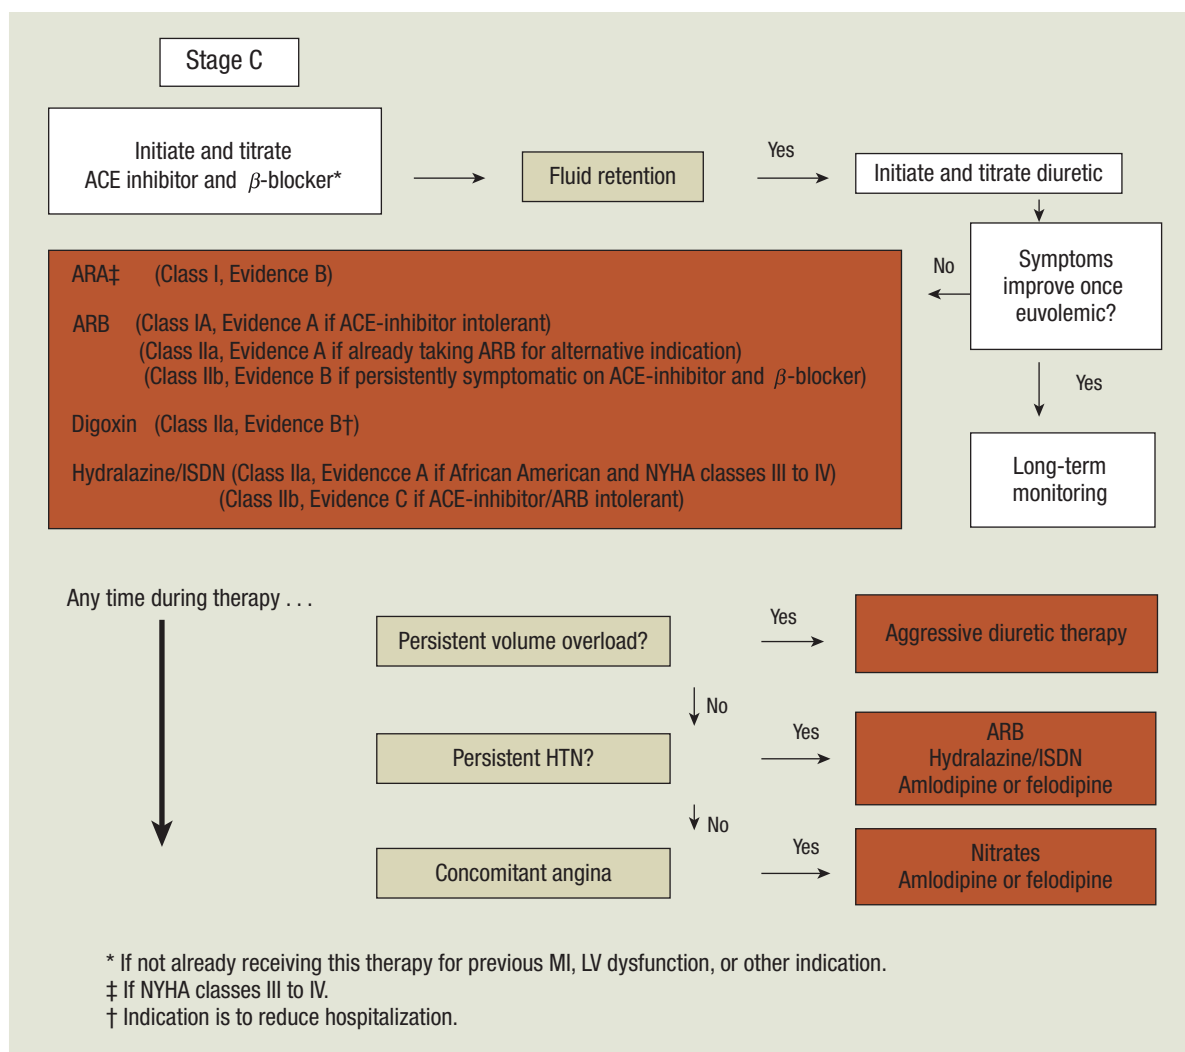 Stage C
Initiate and titrate
ACE inhibitor and β-blocker*
Fluid retention
Yes
Initiate and titrate diuretic
Symptoms
improve once
euvolemic?
No
Yes
Long-term
monitoring
ARA‡ (Class I, Evidence B)
ARB (Class IA, Evidence A if ACE-inhibitor intolerant)
(Class IIa, Evidence A if already taking ARB for alternative indication)
(Class IIb, Evidence B if persistently symptomatic on ACE-inhibitor and β-blocker)
Digoxin (Class IIa, Evidence B†)
Hydralazine/ISDN (Class IIa, Evidencce A if African American and NYHA classes III to IV)
(Class IIb, Evidence C if ACE-inhibitor/ARB intolerant)
Any time during therapy . . .
Persistent volume overload?
Yes
Aggressive diuretic therapy
No
Persistent HTN?
Yes
ARB
Hydralazine/ISDN
Amlodipine or felodipine
No
Concomitant angina
Yes
Nitrates
Amlodipine or felodipine
* If not already receiving this therapy for previous MI, LV dysfunction, or other indication.
‡ If NYHA classes III to IV.
† Indication is to reduce hospitalization.